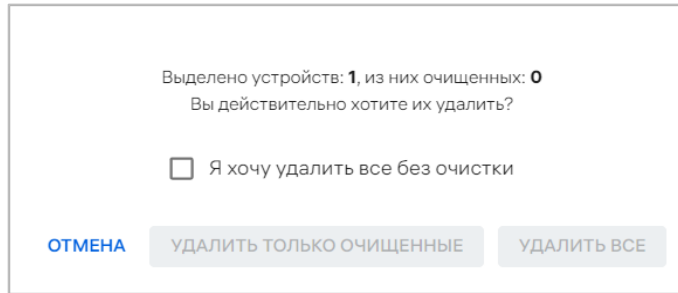 Выделено устройств: 1, из них очищенных: 0
Вы действительно хотите их удалить?
Я хочу удалить все без очистки
ОТМЕНА УДАЛИТЬ ТОЛЬКО ОЧИЩЕННЫЕ УДАЛИТЬ ВСЕ